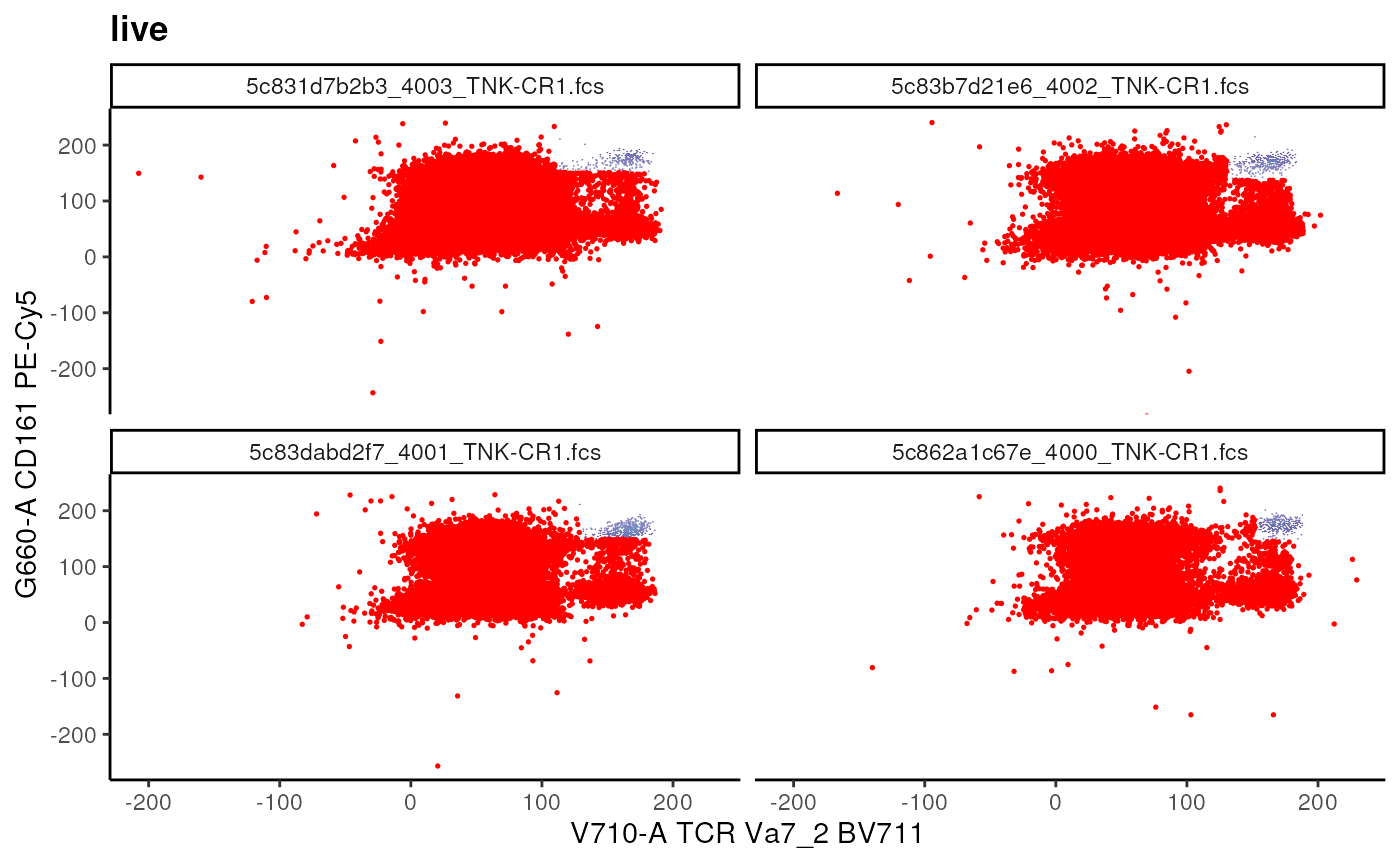 live
5c831d7b2b3_4003_TNK-CR1.fcs
5c83b7d21e6_4002_TNK-CR1.fcs
200
100
0
-100
-200
5c83dabd2f7_4001_TNK-CR1.fcs
5c862a1c67e_4000_TNK-CR1.fcs
200
100
0
-100
-200
-200 -100 0 100 200
-200 -100 0 100 200
V710-A TCR Va7_2 BV711
G660-A CD161 PE-Cy5